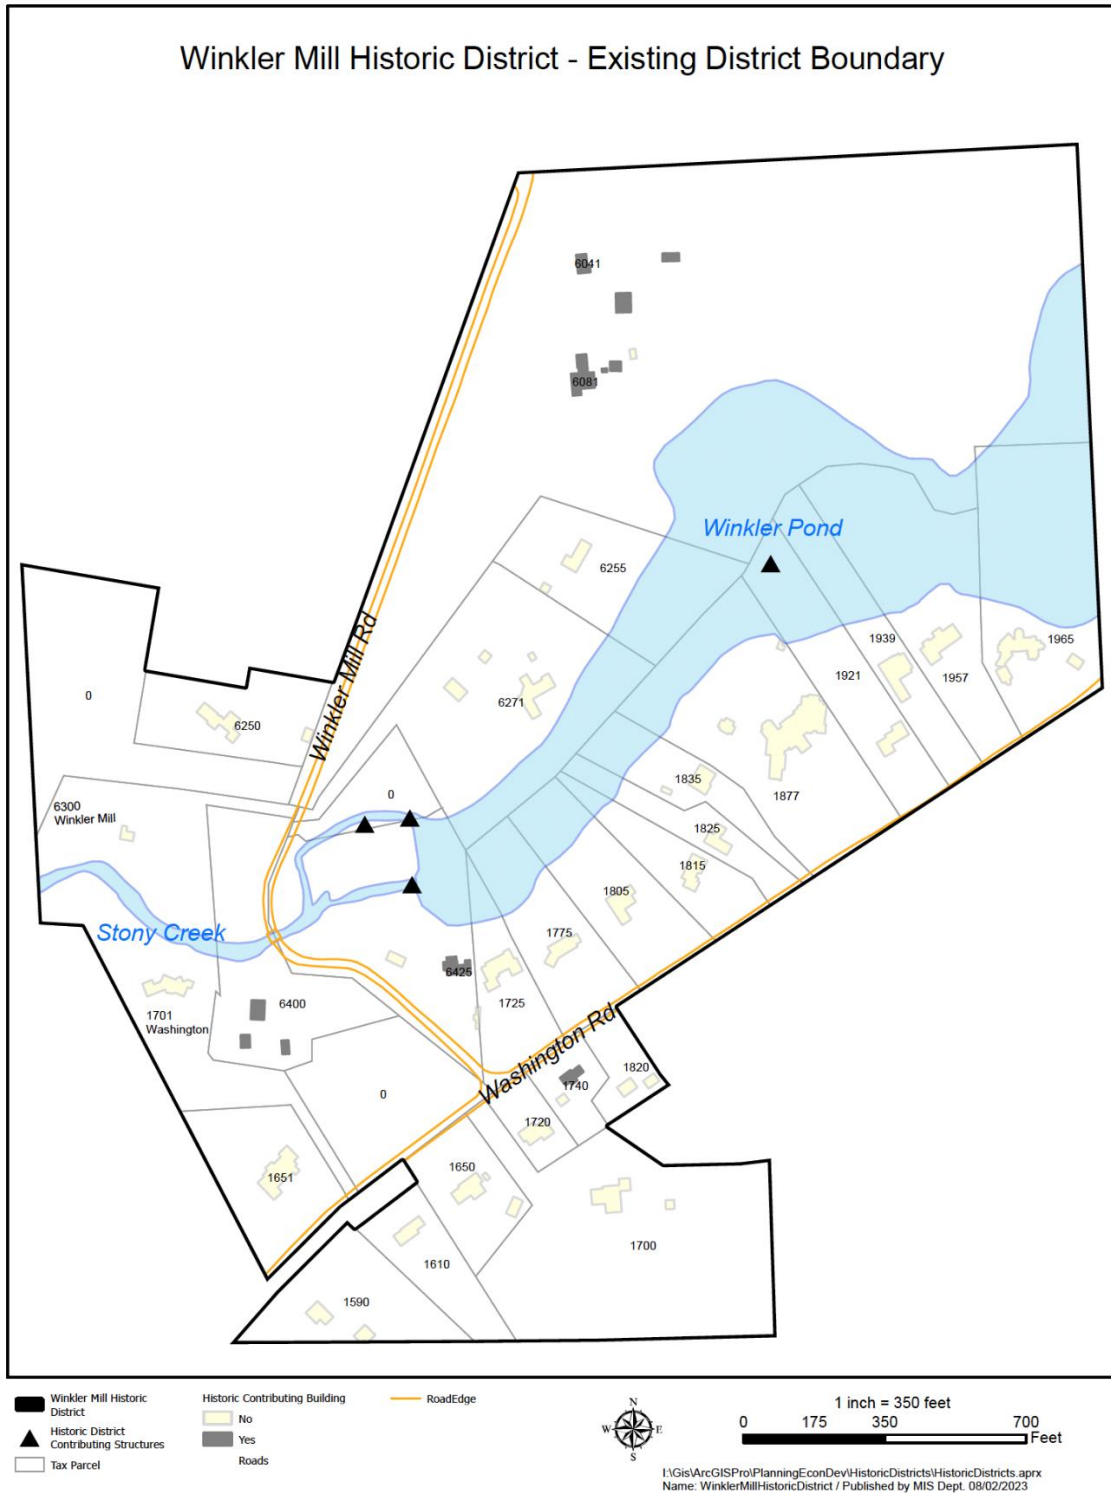 Winkler Mill Historic District - Existing District Boundary
6041
6081
Winkler Pond
6255
Winkler Mill Rd
1939
1965
1921
1957
0
6250
6271
1835
1877
6300
Winkler Mill
0
1825
1815
1805
Stony Creek
1775
6425
1725
6400
1701
Washington
Washington Rd
1820
1740
0
1720
1650
1651
1700
1610
1590
Winkler Mill Historic
District
Historic District
Contributing Structures
Tax Parcel
Historic Contributing Building
No
Yes
Roads
RoadEdge
N
W
E
S
1 inch = 350 feet
0 175 350 700
Feet
I:\Gis\ArcGISPro\PlanningEconDev\HistoricDistricts\HistoricDistricts.aprx
Name: WinklerMillHistoricDistrict / Published by MIS Dept. 08/02/2023